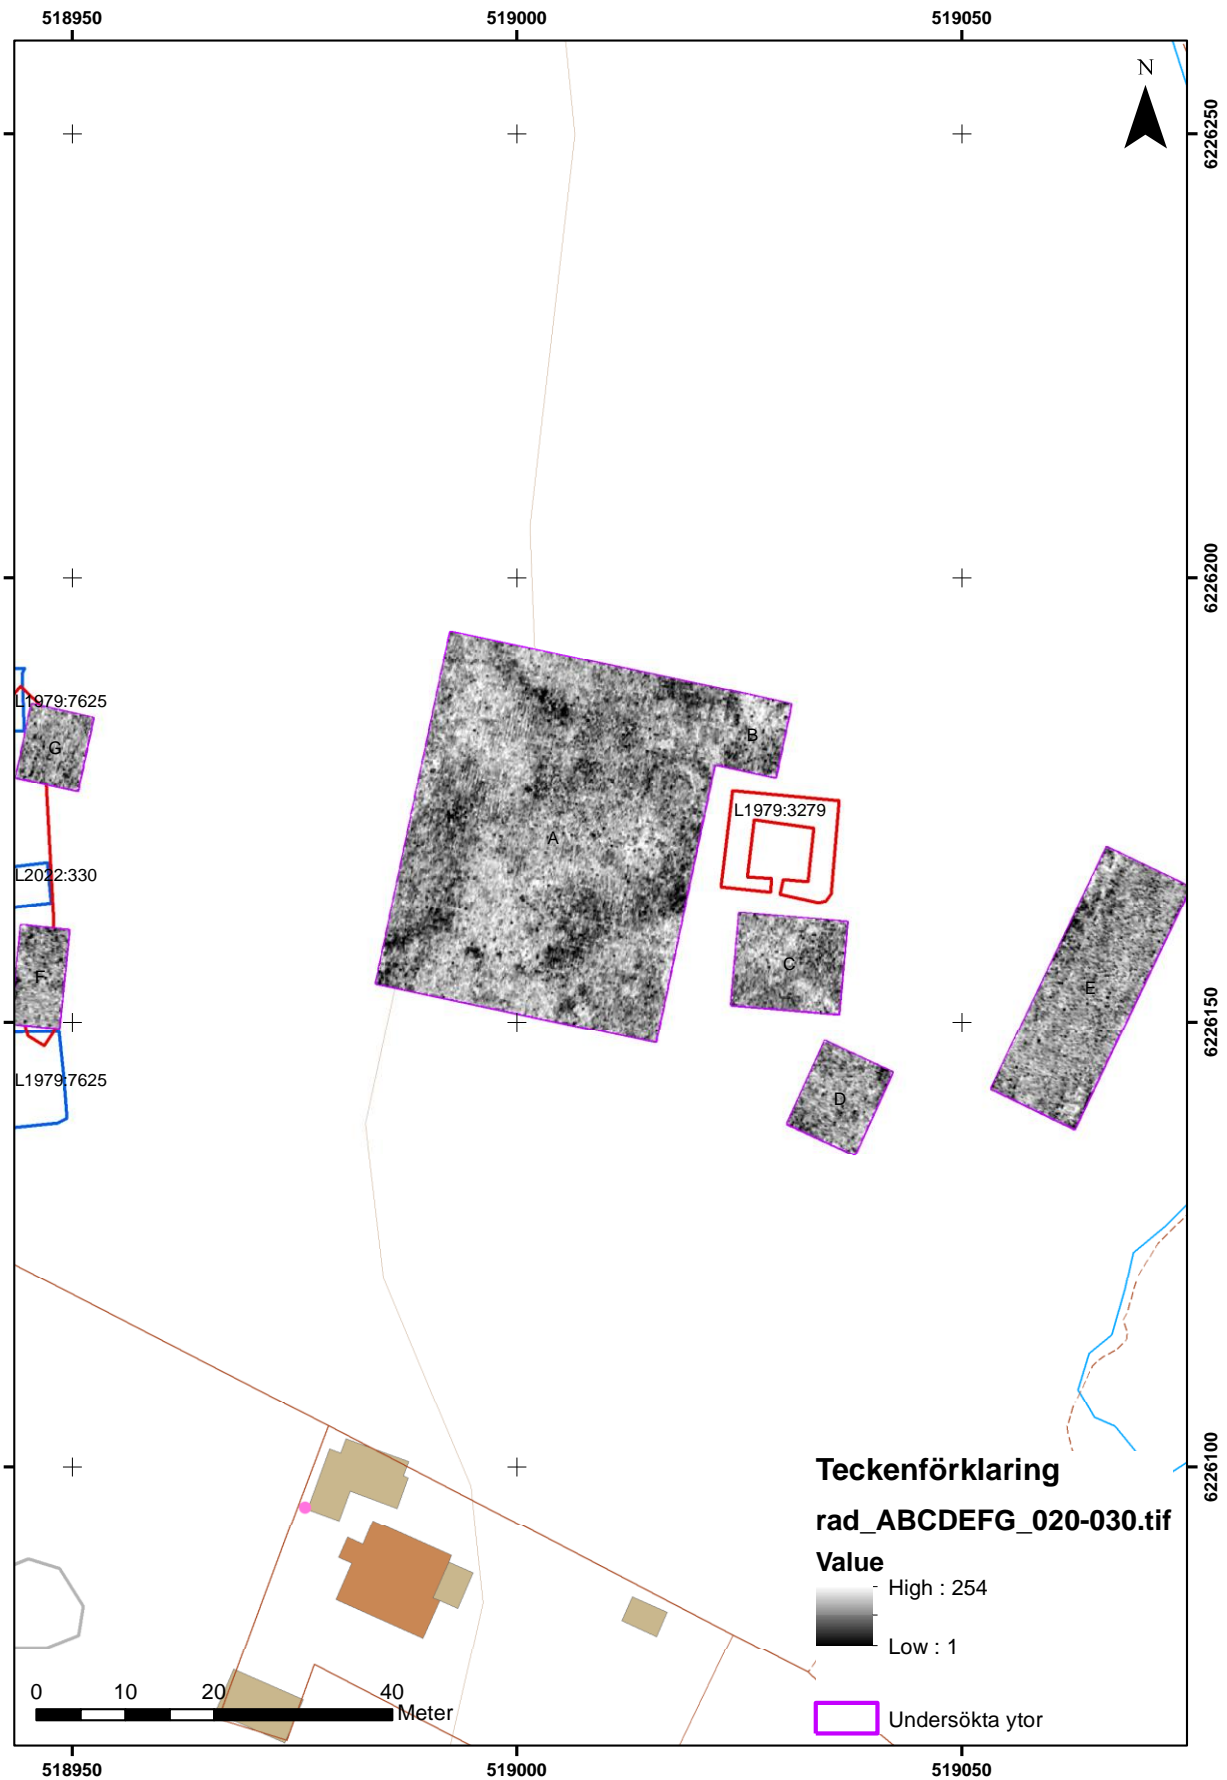 518950
519000
519050
N
6226250
6226200
L1979:7625
G
B
L1979:3279
A
L2022:330
C
F
E
6226150
L1979:7625
D
6226100
Teckenförklaring
rad_ABCDEFG_020-030.tif
Value
High : 254
Low : 1
Undersökta ytor
0 10 20 40
Meter
518950
519000
519050